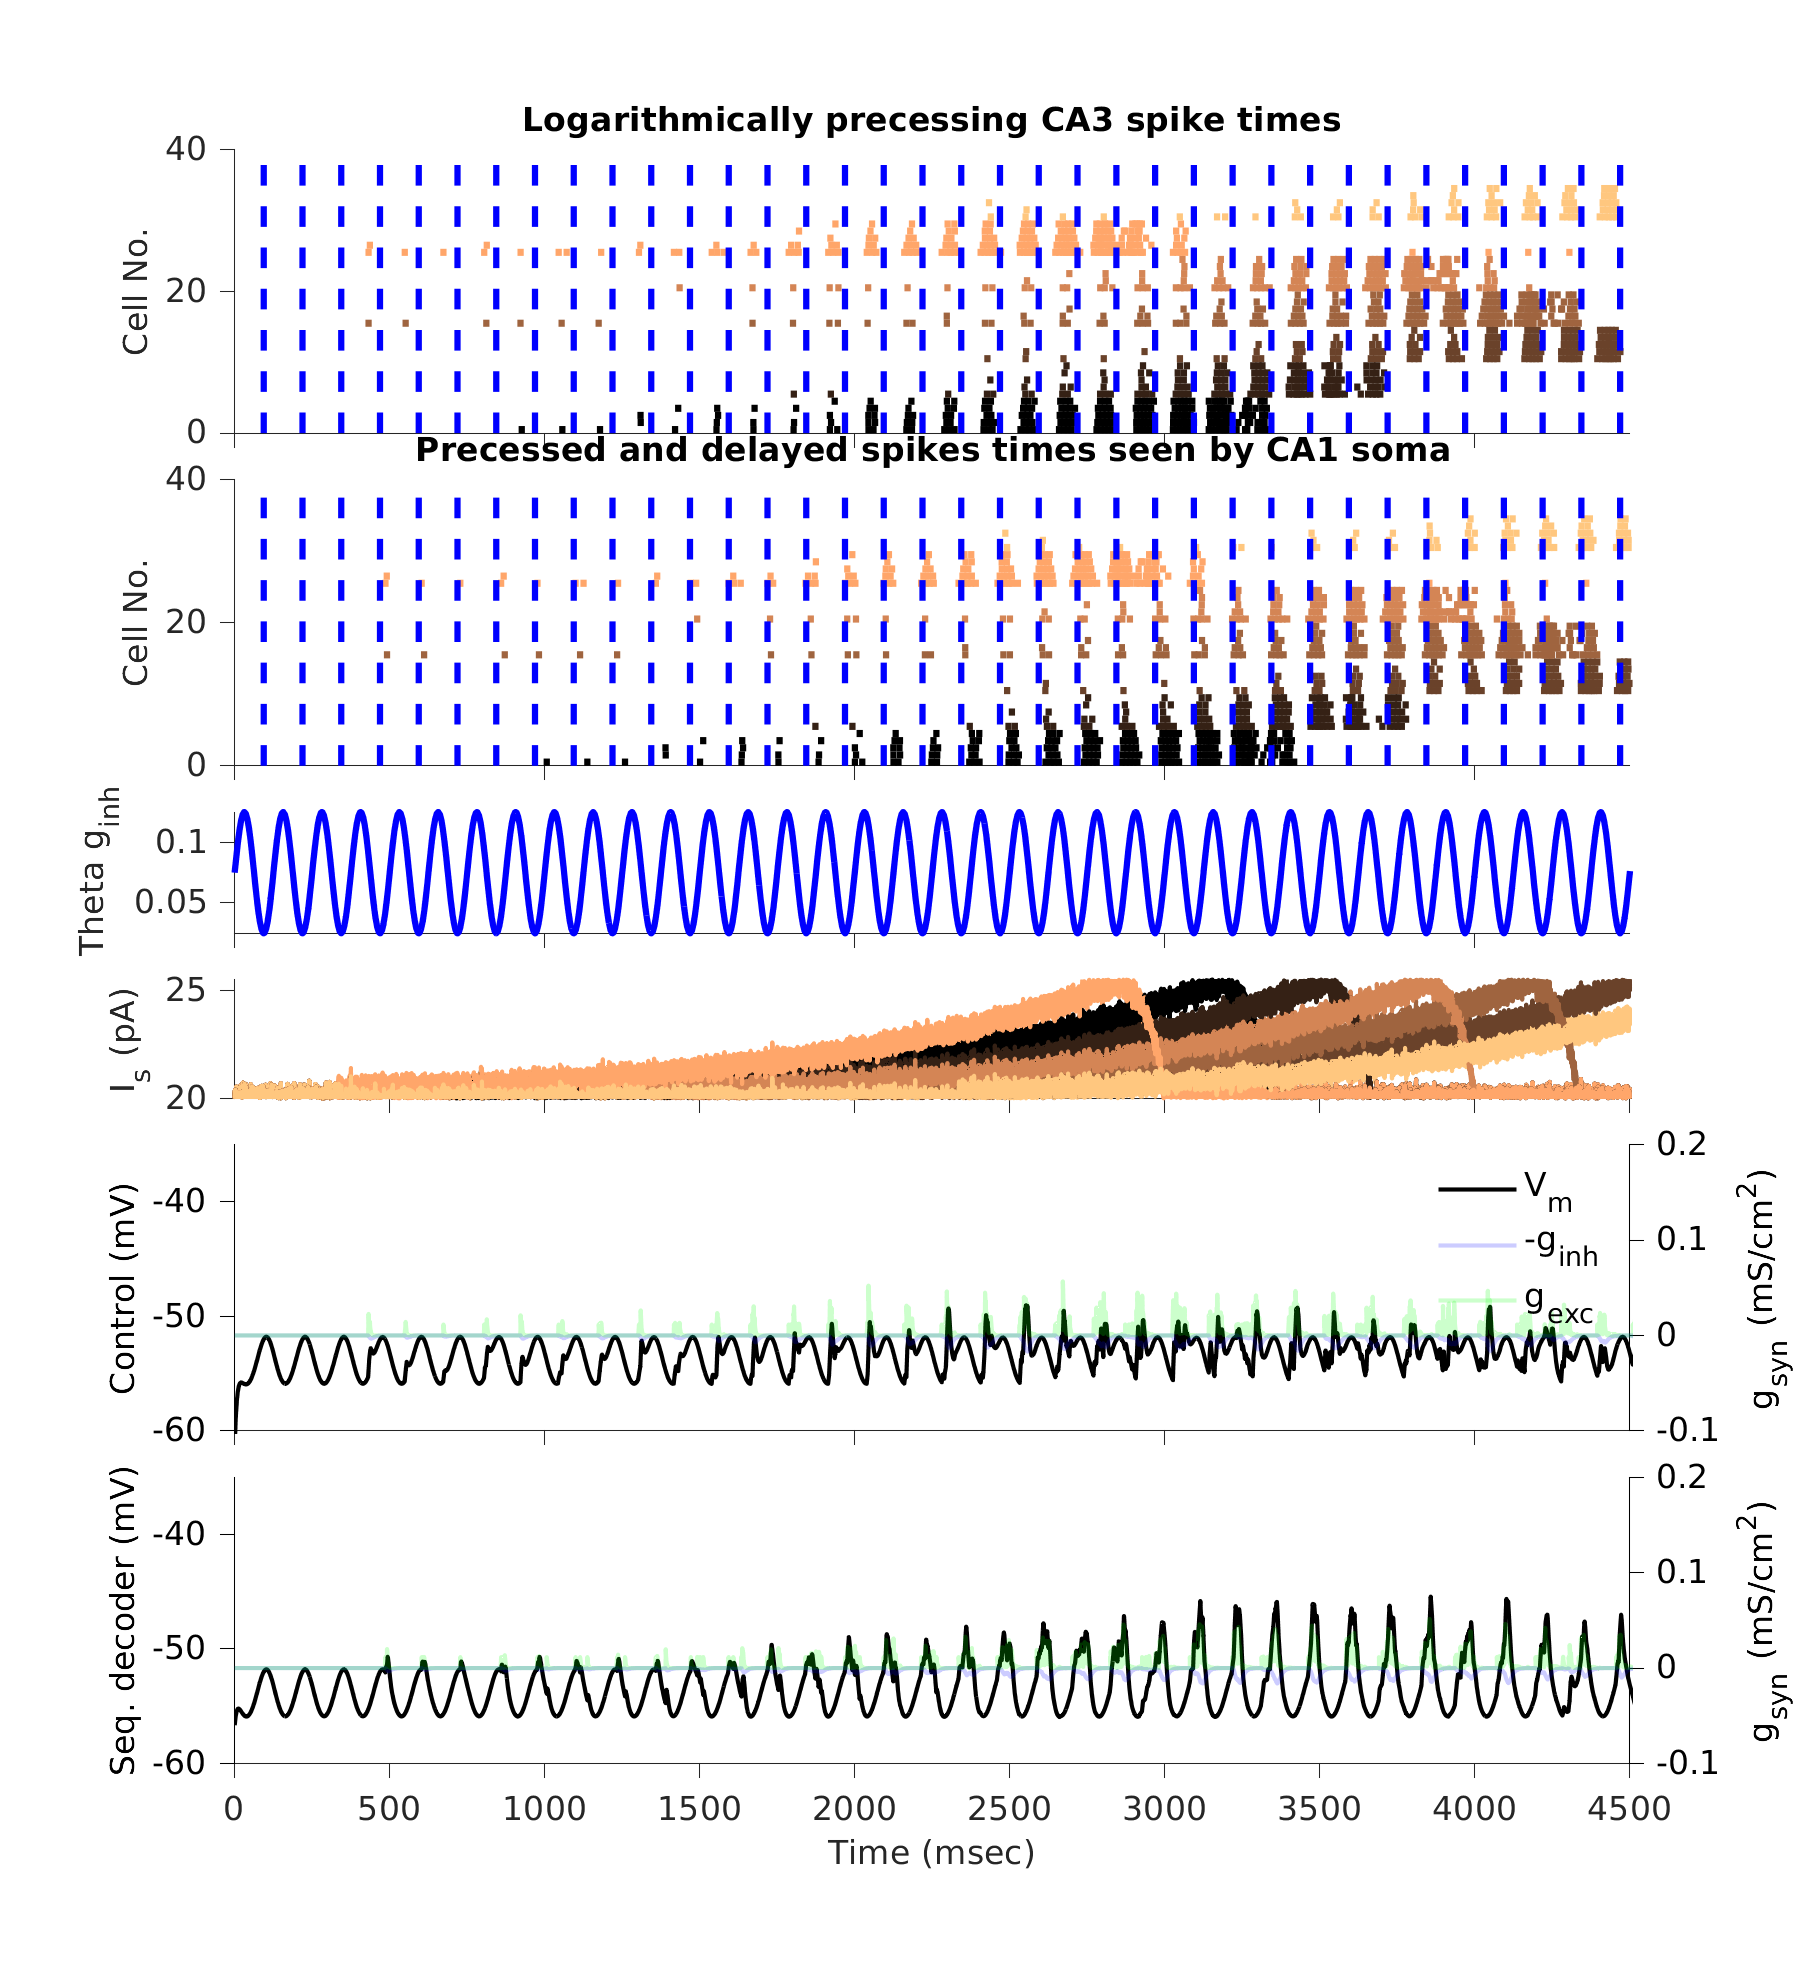 Logarithmically precessing CA3 spike times
Cell No.
40
20
0
Precessed and delayed spikes times seen by CA1 soma
Cell No.
40
20
0
Theta g_inh
0.1
0.05
I_s (pA)
25
20
Control (mV)
-40
-50
-60
V_m
-g_inh
g_exc
0.2
0.1
0
-0.1
g_syn (mS/cm^2)
Seq. decoder (mV)
-40
-50
-60
0.2
0.1
0
-0.1
g_syn (mS/cm^2)
0 500 1000 1500 2000 2500 3000 3500 4000 4500
Time (msec)